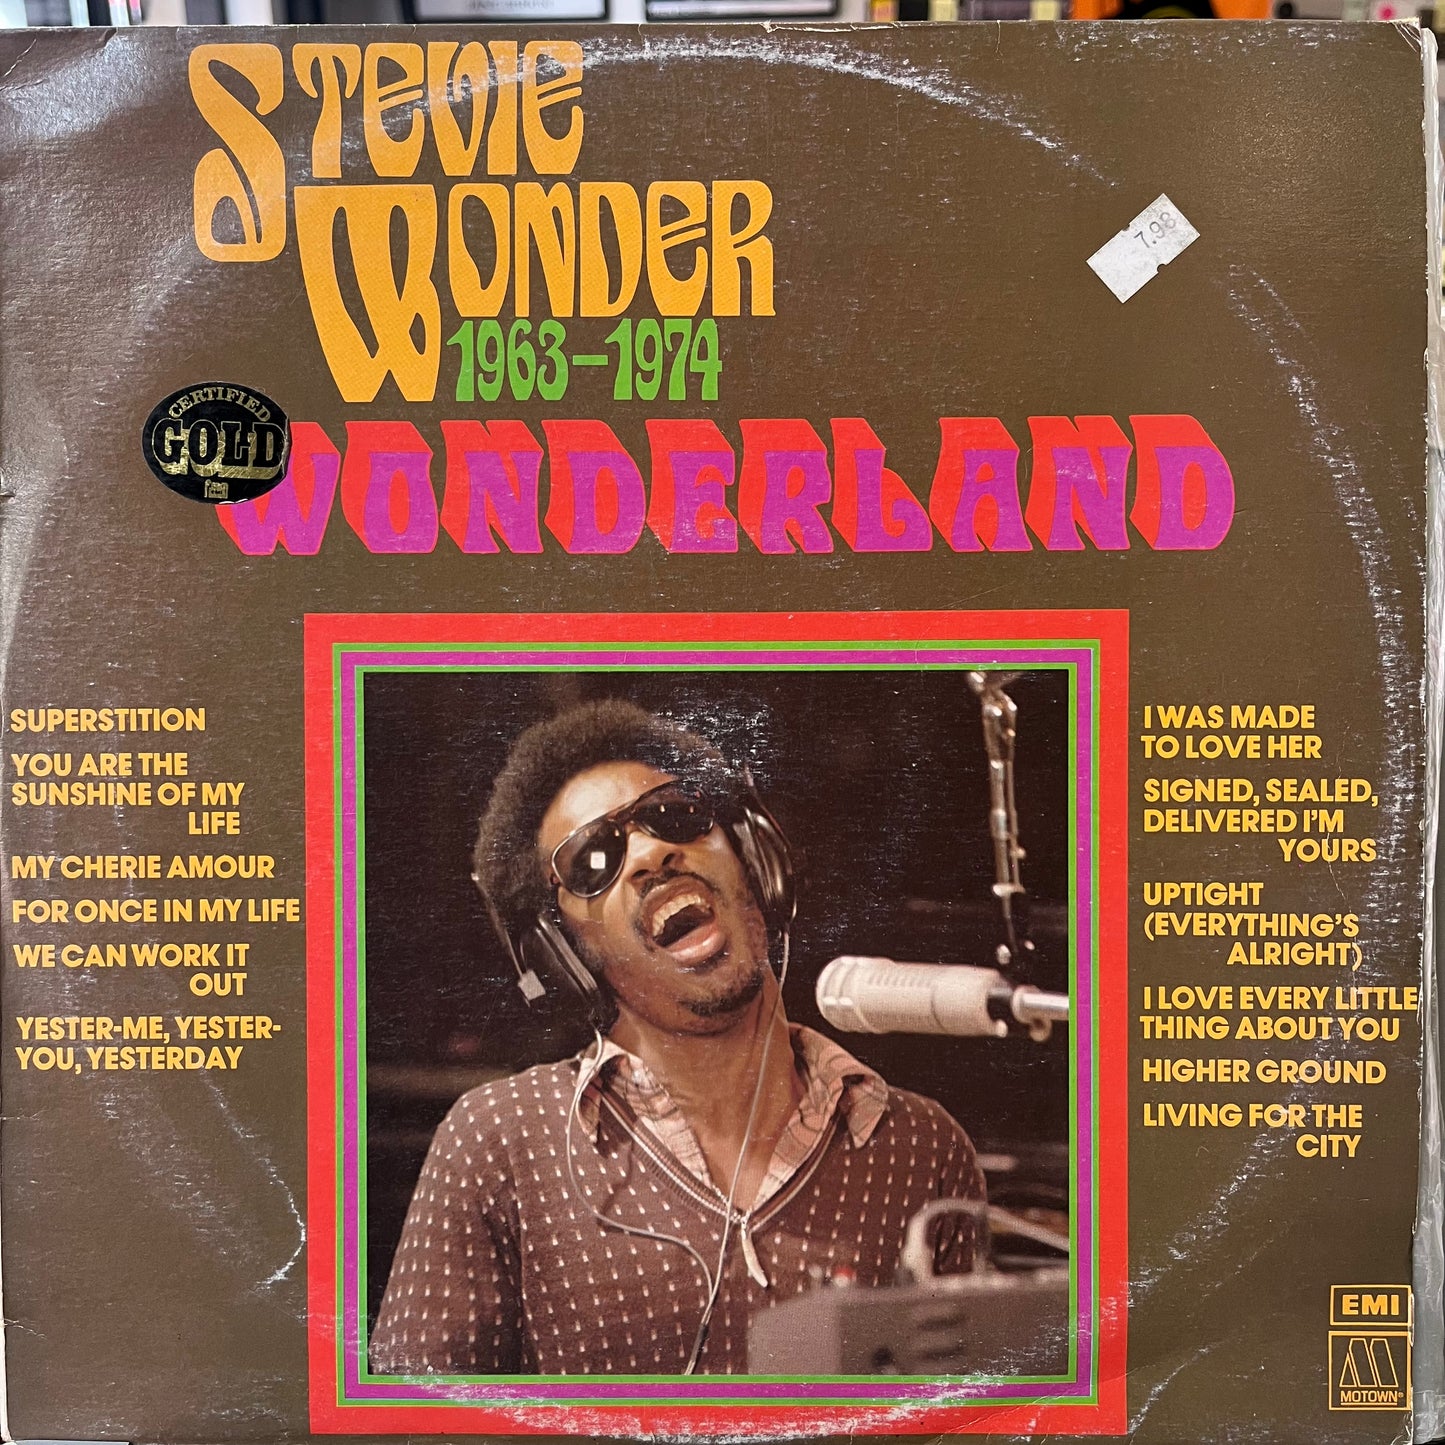 STEVIE
WONDER
1963–1974
CERTIFIED
GOLD
WONDERLAND
7.98
SUPERSTITION
YOU ARE THE
SUNSHINE OF MY
LIFE
MY CHERIE AMOUR
FOR ONCE IN MY LIFE
WE CAN WORK IT
OUT
YESTER-ME, YESTER-
YOU, YESTERDAY
I WAS MADE
TO LOVE HER
SIGNED, SEALED,
DELIVERED I'M
YOURS
UPTIGHT
(EVERYTHING'S
ALRIGHT)
I LOVE EVERY LITTLE
THING ABOUT YOU
HIGHER GROUND
LIVING FOR THE
CITY
EMI
MOTOWN®